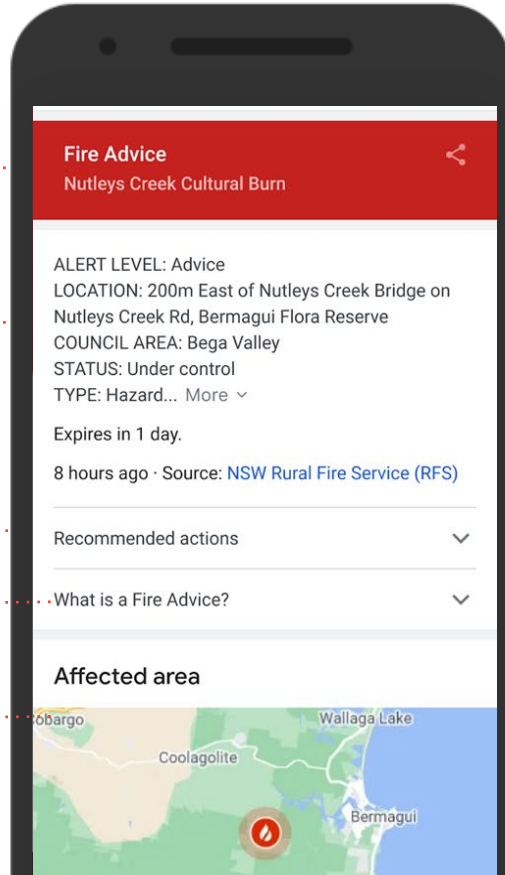 Fire Advice
Nutleys Creek Cultural Burn
ALERT LEVEL: Advice
LOCATION: 200m East of Nutleys Creek Bridge on
Nutleys Creek Rd, Bermagui Flora Reserve
COUNCIL AREA: Bega Valley
STATUS: Under control
TYPE: Hazard... More
Expires in 1 day.
8 hours ago · Source: NSW Rural Fire Service (RFS)
Recommended actions
What is a Fire Advice?
Affected area
obargo
Wallaga Lake
Coolagolite
Bermagui